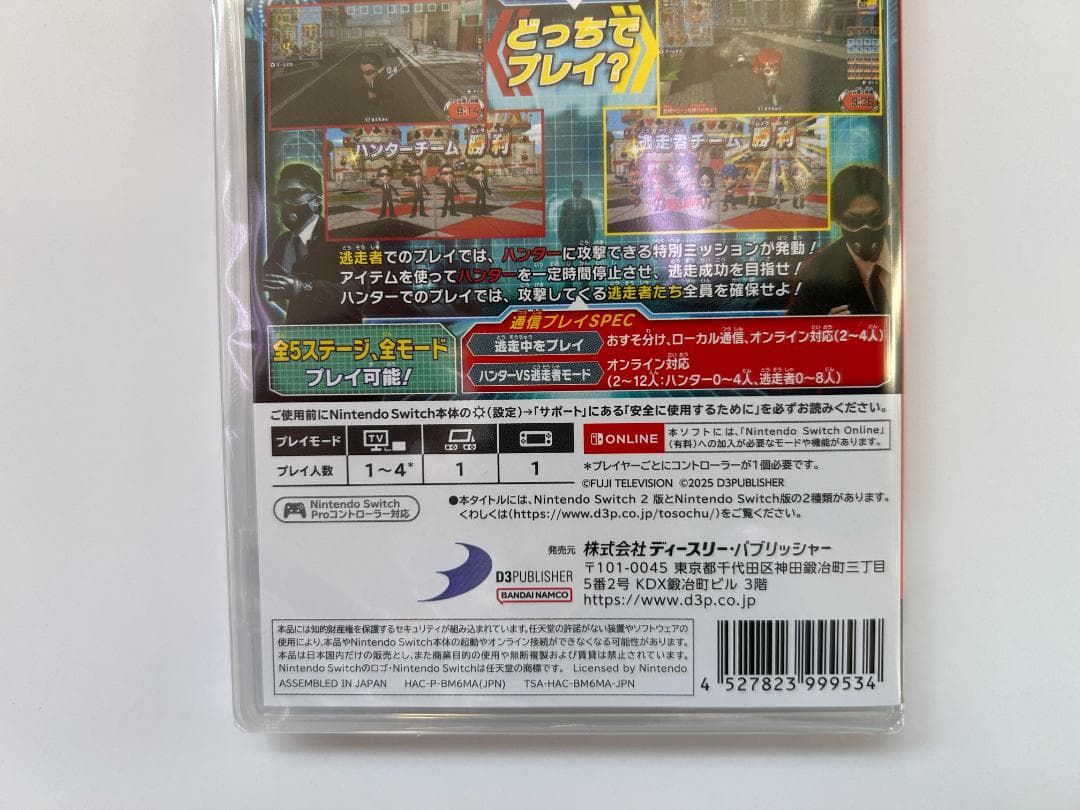 どっちで
プレイ?
04
9:14
9:36
ハンターチーム 勝利
逃走者チーム 勝利
逃走者でのプレイでは、ハンターに攻撃できる特別ミッションが発動!
アイテムを使ってハンターを一定時間停止させ、逃走成功を目指せ!
ハンターでのプレイでは、攻撃してくる逃走者たち全員を確保せよ!
通信プレイSPEC
全5ステージ、全モード
プレイ可能!
逃走中をプレイ
おすそ分け、ローカル通信、オンライン対応(2~4人)
ハンターVS逃走者モード
オンライン対応
(2~12人:ハンター0~4人、逃走者0~8人)
ご使用前にNintendo Switch本体の(設定)→「サポート」にある「安全に使用するために」を必ずお読みください。
プレイモード TV
プレイ人数 1~4* 1 1
ONLINE
本ソフトには、「Nintendo Switch Online」
(有料)への加入が必要なモードや機能があります。
*プレイヤーごとにコントローラーが1個必要です。
©FUJI TELEVISION ©2025 D3PUBLISHER
Nintendo Switch
Proコントローラー対応
●本タイトルには、Nintendo Switch 2 版とNintendo Switch版の2種類があります。
くわしくは(https://www.d3p.co.jp/tosochu/)をご覧ください。
D3PUBLISHER
BANDAI NAMCO
発売元 株式会社 ディースリー・パブリッシャー
〒101-0045 東京都千代田区神田鍛冶町三丁目
5番2号 KDX鍛冶町ビル 3階
https://www.d3p.co.jp
本品には知的財産権を保護するセキュリティが組み込まれています。任天堂の許諾がない装置やソフトウェアの
使用により、本品やNintendo Switch本体の起動やオンライン接続ができなくなる可能性があります。
本品は日本国内だけの販売とし、また商業目的の使用や無断複製および賃貸は禁止されています。
Nintendo Switchのロゴ・Nintendo Switchは任天堂の商標です。 Licensed by Nintendo
ASSEMBLED IN JAPAN HAC-P-BM6MA(JPN) TSA-HAC-BM6MA-JPN
4 527823 999534